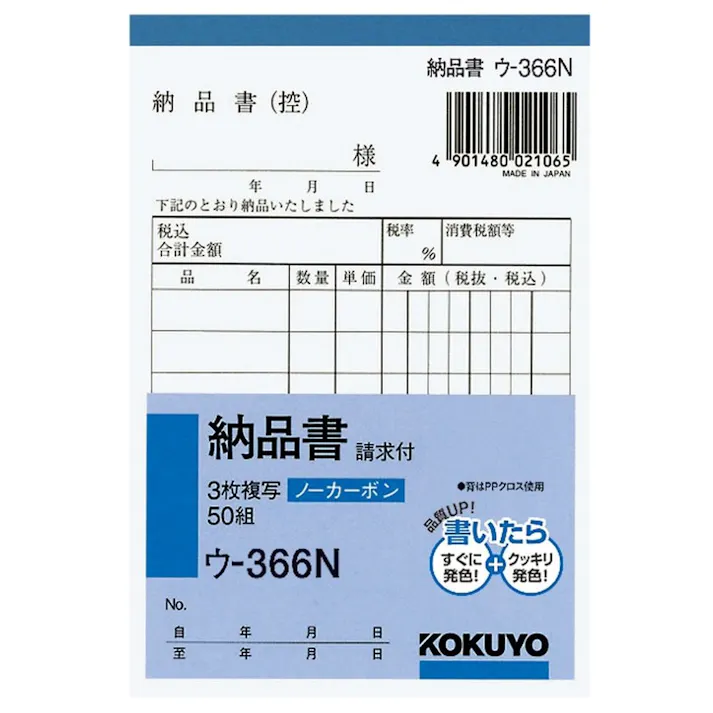 納品書 ウ-366N
納品書(控)
4 901480 021065
MADE IN JAPAN
様
年 月 日
下記のとおり納品いたしました
税込
合計金額
税率
%
消費税額等
品 名 数量 単価 金額(税抜・税込)
納品書 請求付
3枚複写 ノーカーボン
50組
ウ-366N
●背はPPクロス使用
品質UP!
書いたら
すぐに
発色!
+
クッキリ
発色!
No.
自 年 月 日
至 年 月 日
KOKUYO